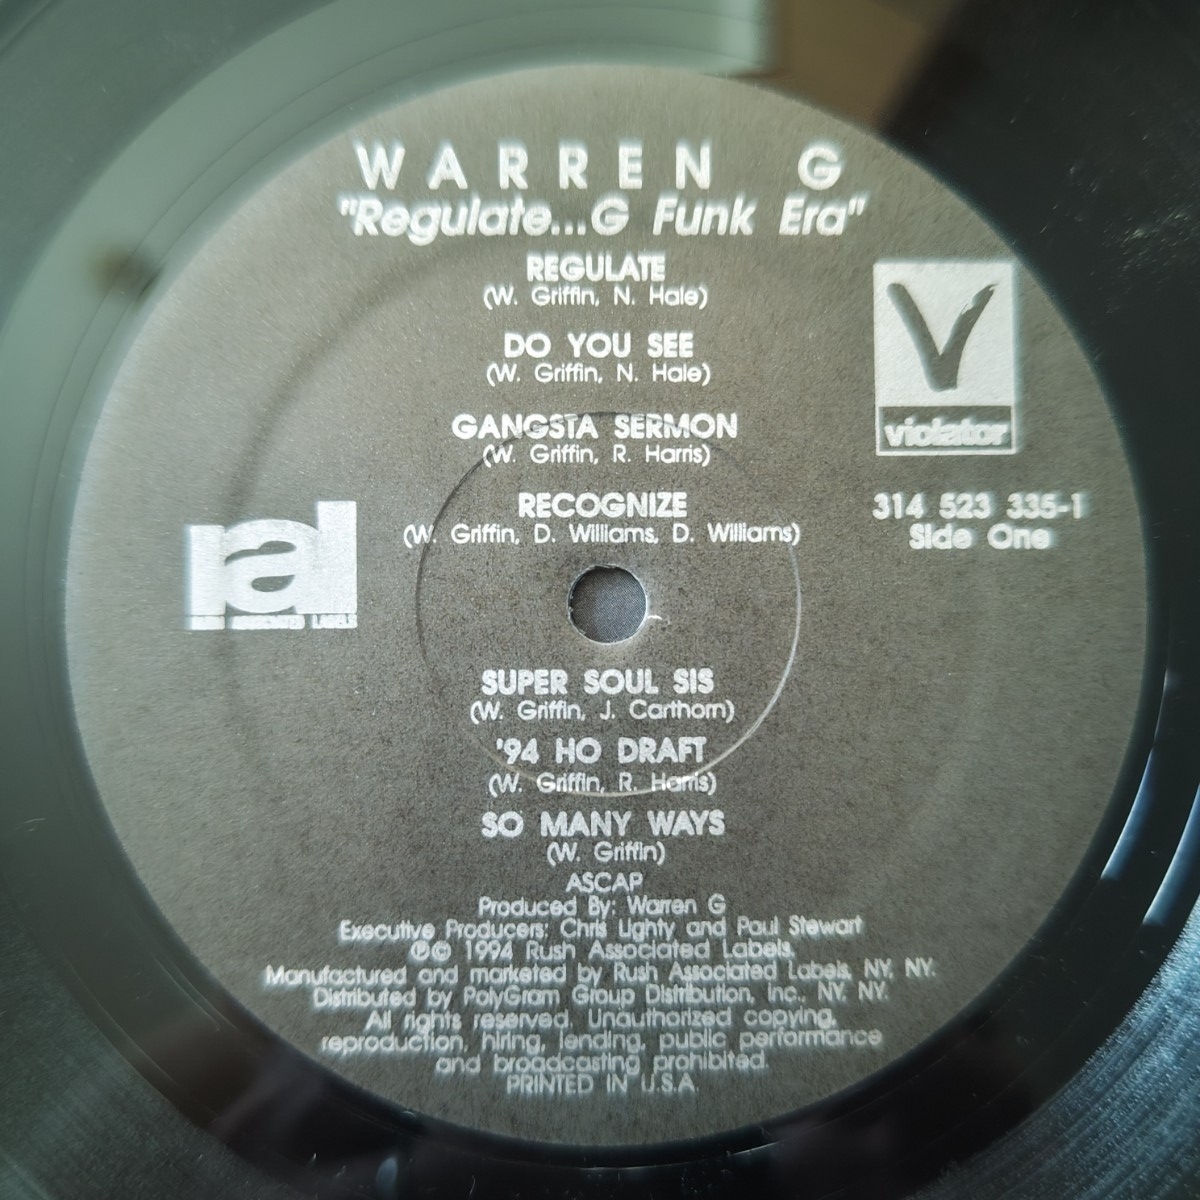 WARREN G
"Regulate...G Funk Era"
REGULATE
(W. Griffin, N. Hale)
DO YOU SEE
(W. Griffin, N. Hale)
GANGSTA SERMON
(W. Griffin, R. Harris)
RECOGNIZE
(W. Griffin, D. Williams, D. Williams)
violator
314 523 335-1
Side One
ral
RUSH ASSOCIATED LABELS
SUPER SOUL SIS
(W. Griffin, J. Carthorn)
'94 HO DRAFT
(W. Griffin, R. Harris)
SO MANY WAYS
(W. Griffin)
ASCAP
Produced By: Warren G
Executive Producers: Chris Lighty and Paul Stewart
℗© 1994 Rush Associated Labels.
Manufactured and marketed by Rush Associated Labels, NY. NY.
Distributed by PolyGram Group Distribution, Inc., NY. NY.
All rights reserved. Unauthorized copying,
reproduction, hiring, lending, public performance
and broadcasting prohibited.
PRINTED IN U.S.A.